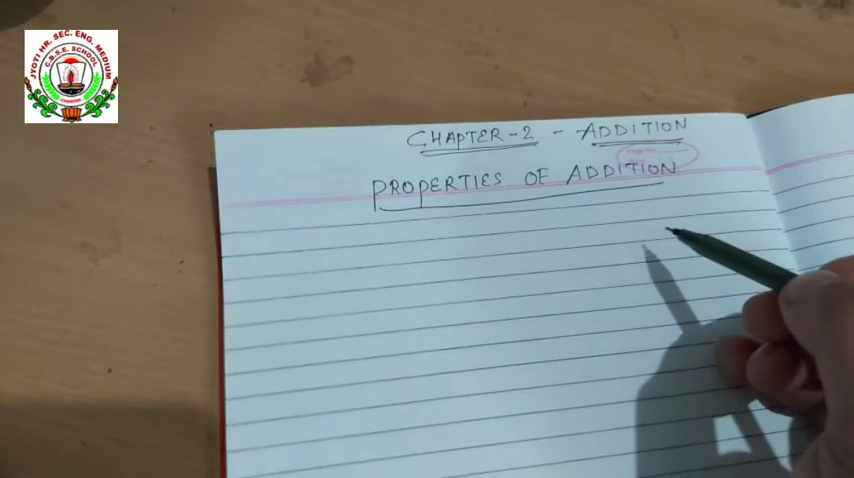 JYOTI HR. SEC. ENG. MEDIUM
C.B.S.E. SCHOOL
CHAPTER-2 - ADDITION
PROPERTIES OF ADDITION